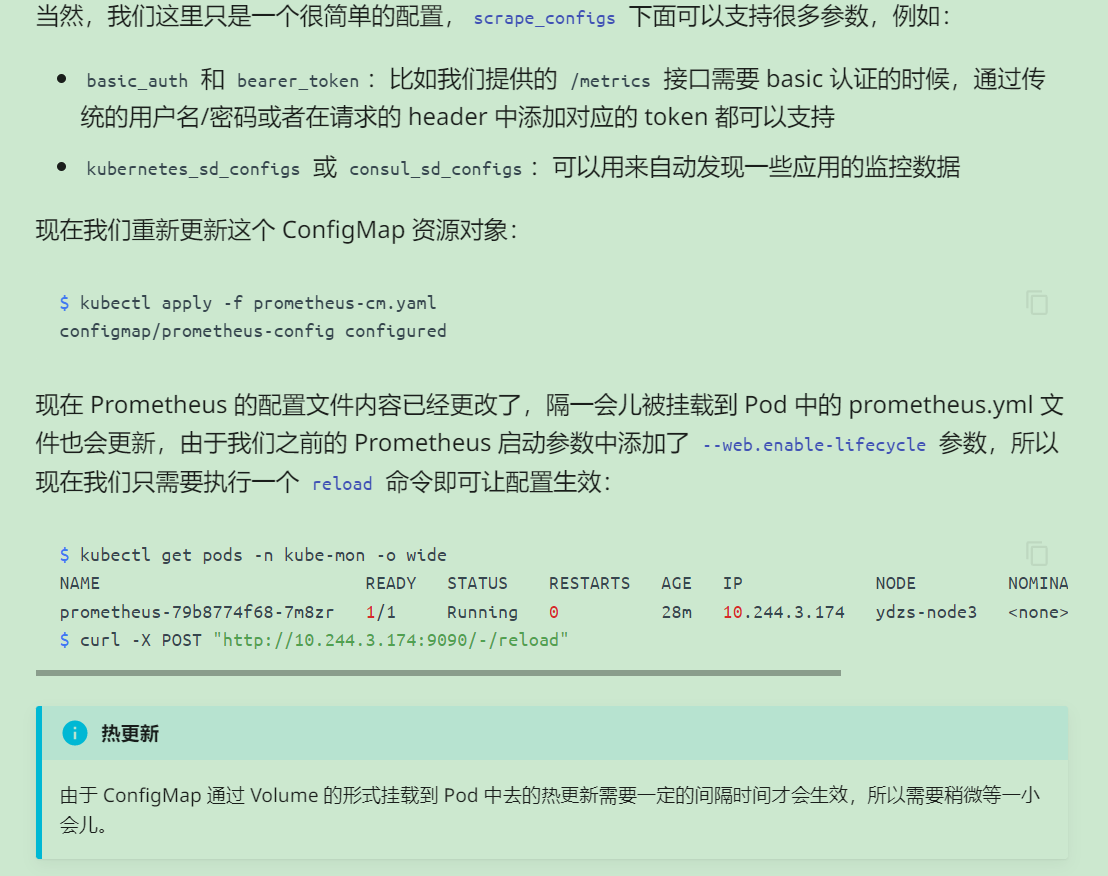 当然，我们这里只是一个很简单的配置， scrape_configs 下面可以支持很多参数，例如：
basic_auth 和 bearer_token ：比如我们提供的 /metrics 接口需要 basic 认证的时候，通过传
统的用户名/密码或者在请求的 header 中添加对应的 token 都可以支持
kubernetes_sd_configs 或 consul_sd_configs ：可以用来自动发现一些应用的监控数据
现在我们重新更新这个 ConfigMap 资源对象：
$ kubectl apply -f prometheus-cm.yaml
configmap/prometheus-config configured
现在 Prometheus 的配置文件内容已经更改了，隔一会儿被挂载到 Pod 中的 prometheus.yml 文
件也会更新，由于我们之前的 Prometheus 启动参数中添加了 --web.enable-lifecycle 参数，所以
现在我们只需要执行一个 reload 命令即可让配置生效：
$ kubectl get pods -n kube-mon -o wide
NAME READY STATUS RESTARTS AGE IP NODE NOMINA
prometheus-79b8774f68-7m8zr 1/1 Running 0 28m 10.244.3.174 ydzs-node3 <none>
$ curl -X POST "http://10.244.3.174:9090/-/reload"
热更新
由于 ConfigMap 通过 Volume 的形式挂载到 Pod 中去的热更新需要一定的间隔时间才会生效，所以需要稍微等一小
会儿。